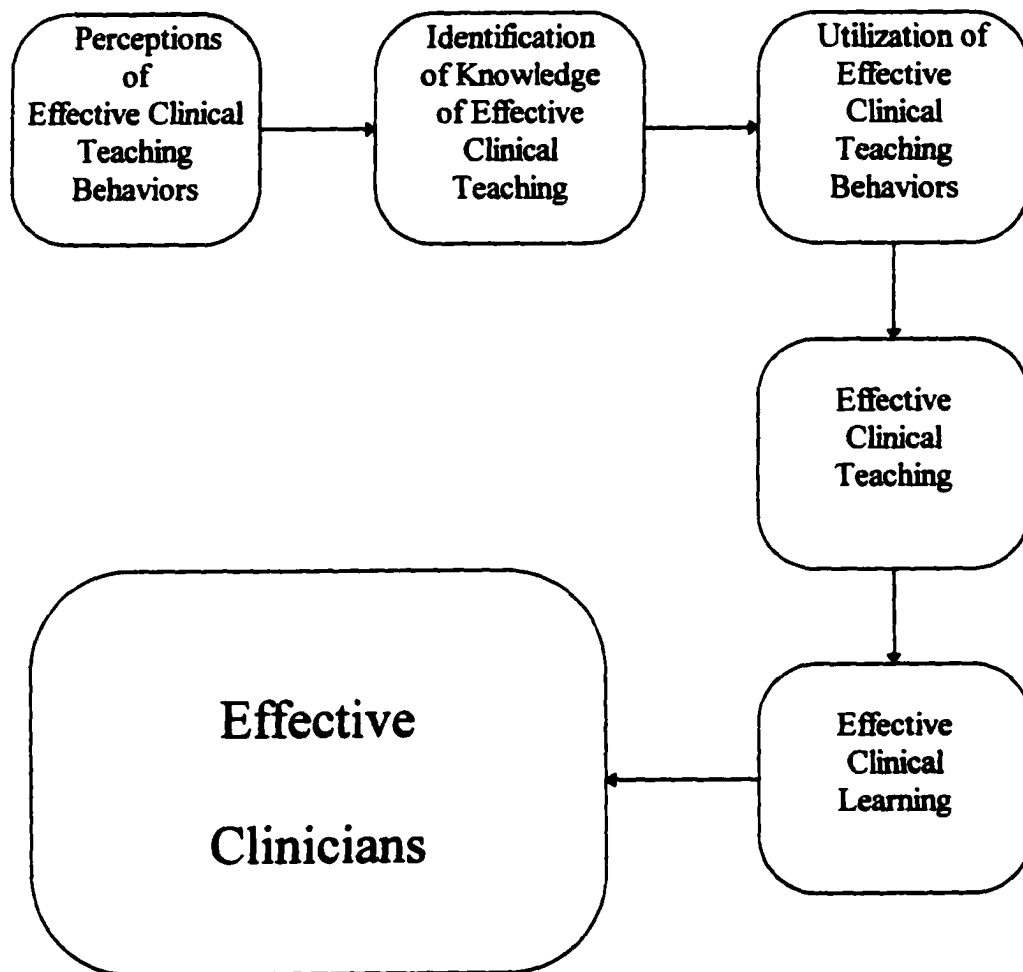 Perceptions
of
Effective Clinical
Teaching
Behaviors
Identification
of Knowledge
of Effective
Clinical
Teaching
Utilization of
Effective
Clinical
Teaching
Behaviors
Effective
Clinical
Teaching
Effective
Clinical
Learning
Effective
Clinicians